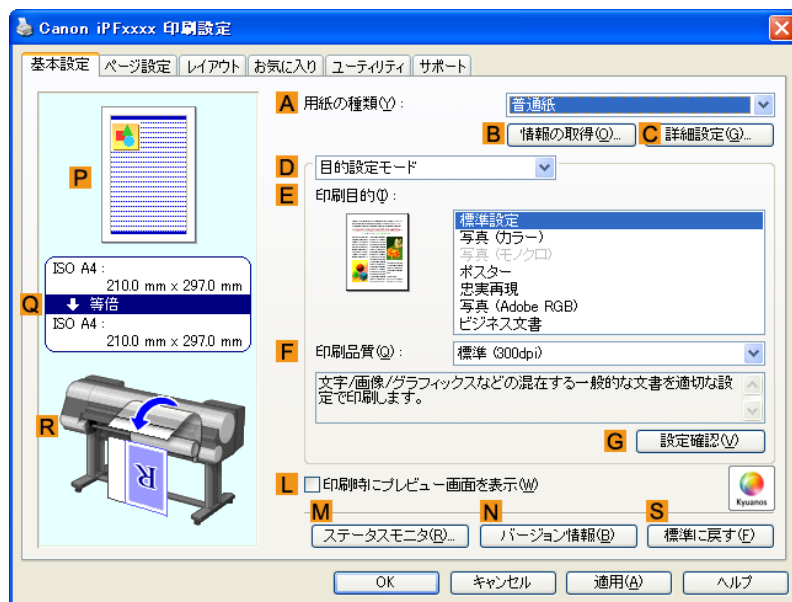 Canon iPFxxxx 印刷設定
基本設定 ページ設定 レイアウト お気に入り ユーティリティ サポート
A 用紙の種類(Y): 普通紙
B 情報の取得(O)... C 詳細設定(G)...
D 目的設定モード
E 印刷目的(I):
標準設定
写真 (カラー)
写真 (モノクロ)
ポスター
忠実再現
写真 (Adobe RGB)
ビジネス文書
F 印刷品質(Q): 標準 (300dpi)
文字/画像/グラフィックスなどの混在する一般的な文書を適切な設
定で印刷します。
G 設定確認(V)
P
Q
ISO A4:
210.0 mm x 297.0 mm
等倍
ISO A4:
210.0 mm x 297.0 mm
R
R
L 印刷時にプレビュー画面を表示(W)
Kyuanos
M ステータスモニタ(R)... N バージョン情報(B) S 標準に戻す(F)
OK キャンセル 適用(A) ヘルプ